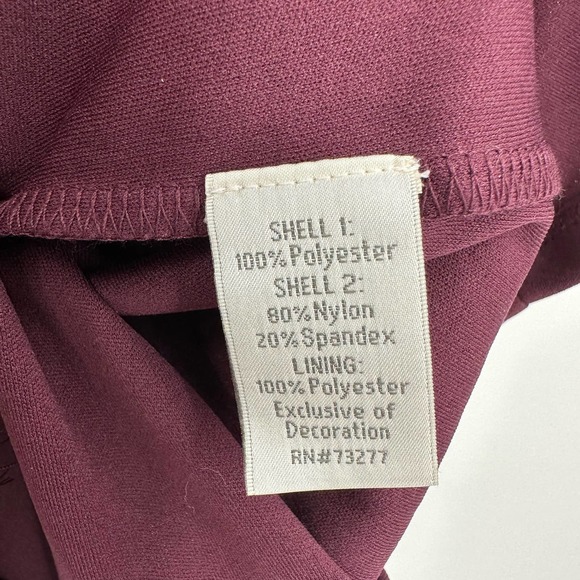 SHELL 1:
100% Polyester
SHELL 2:
80% Nylon
20% Spandex
LINING:
100% Polyester
Exclusive of
Decoration
RN#73277